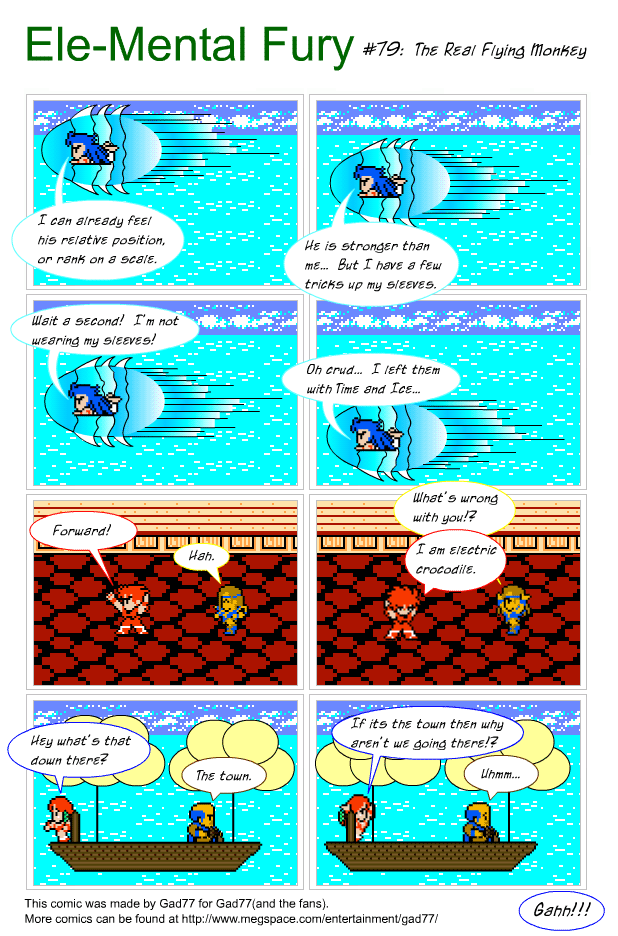 Ele-Mental Fury #79: The Real Flying Monkey
I can already feel
his relative position,
or rank on a scale.
He is stronger than
me... But I have a few
tricks up my sleeves.
Wait a second! I'm not
wearing my sleeves!
Oh crud... I left them
with Time and Ice...
Forward!
Hah.
What's wrong
with you!?
I am electric
crocodile.
Hey what's that
down there?
The town.
If its the town then why
aren't we going there!?
Uhmm...
This comic was made by Gad77 for Gad77(and the fans).
More comics can be found at http://www.megspace.com/entertainment/gad77/
Gahh!!!